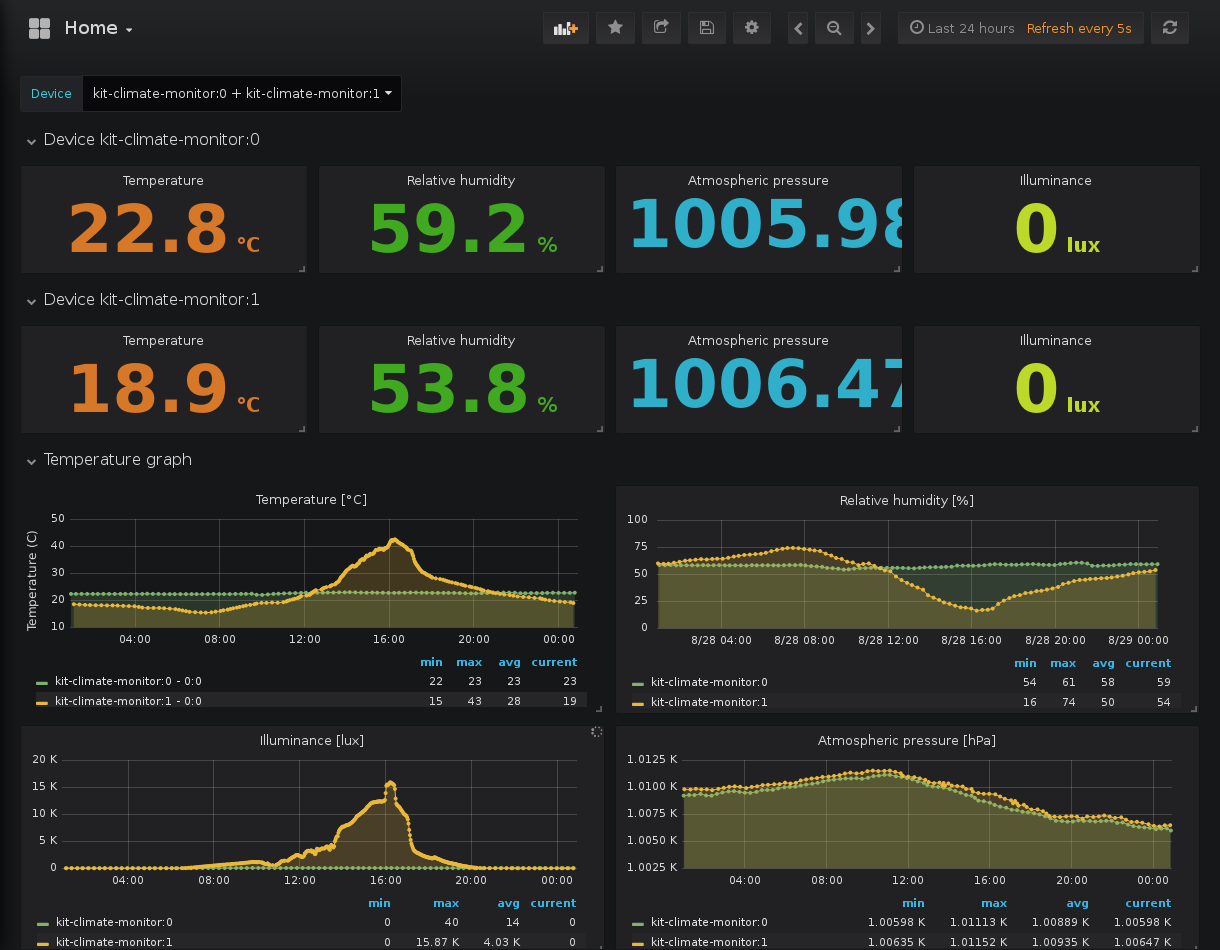 Home
Last 24 hours Refresh every 5s
Device kit-climate-monitor:0 + kit-climate-monitor:1
Device kit-climate-monitor:0
Temperature Relative humidity Atmospheric pressure Illuminance
22.8 °C 59.2 % 1005.98 0 lux
Device kit-climate-monitor:1
Temperature Relative humidity Atmospheric pressure Illuminance
18.9 °C 53.8 % 1006.47 0 lux
Temperature graph
Temperature [°C]
Temperature (C)
50
40
30
20
10
04:00 08:00 12:00 16:00 20:00 00:00
min max avg current
kit-climate-monitor:0 - 0:0 22 23 23 23
kit-climate-monitor:1 - 0:0 15 43 28 19
Relative humidity [%]
100
75
50
25
0
8/28 04:00 8/28 08:00 8/28 12:00 8/28 16:00 8/28 20:00 8/29 00:00
min max avg current
kit-climate-monitor:0 54 61 58 59
kit-climate-monitor:1 16 74 50 54
Illuminance [lux]
20 K
15 K
10 K
5 K
0
04:00 08:00 12:00 16:00 20:00 00:00
min max avg current
kit-climate-monitor:0 0 40 14 0
kit-climate-monitor:1 0 15.87 K 4.03 K 0
Atmospheric pressure [hPa]
1.0125 K
1.0100 K
1.0075 K
1.0050 K
1.0025 K
04:00 08:00 12:00 16:00 20:00 00:00
min max avg current
kit-climate-monitor:0 1.00598 K 1.01113 K 1.00889 K 1.00598 K
kit-climate-monitor:1 1.00635 K 1.01152 K 1.00935 K 1.00647 K